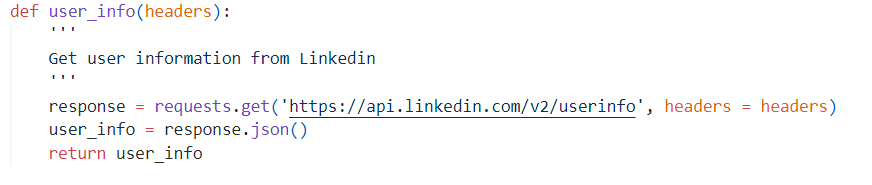 def user_info(headers):
    '''
    Get user information from Linkedin
    '''
    response = requests.get('https://api.linkedin.com/v2/userinfo', headers = headers)
    user_info = response.json()
    return user_info